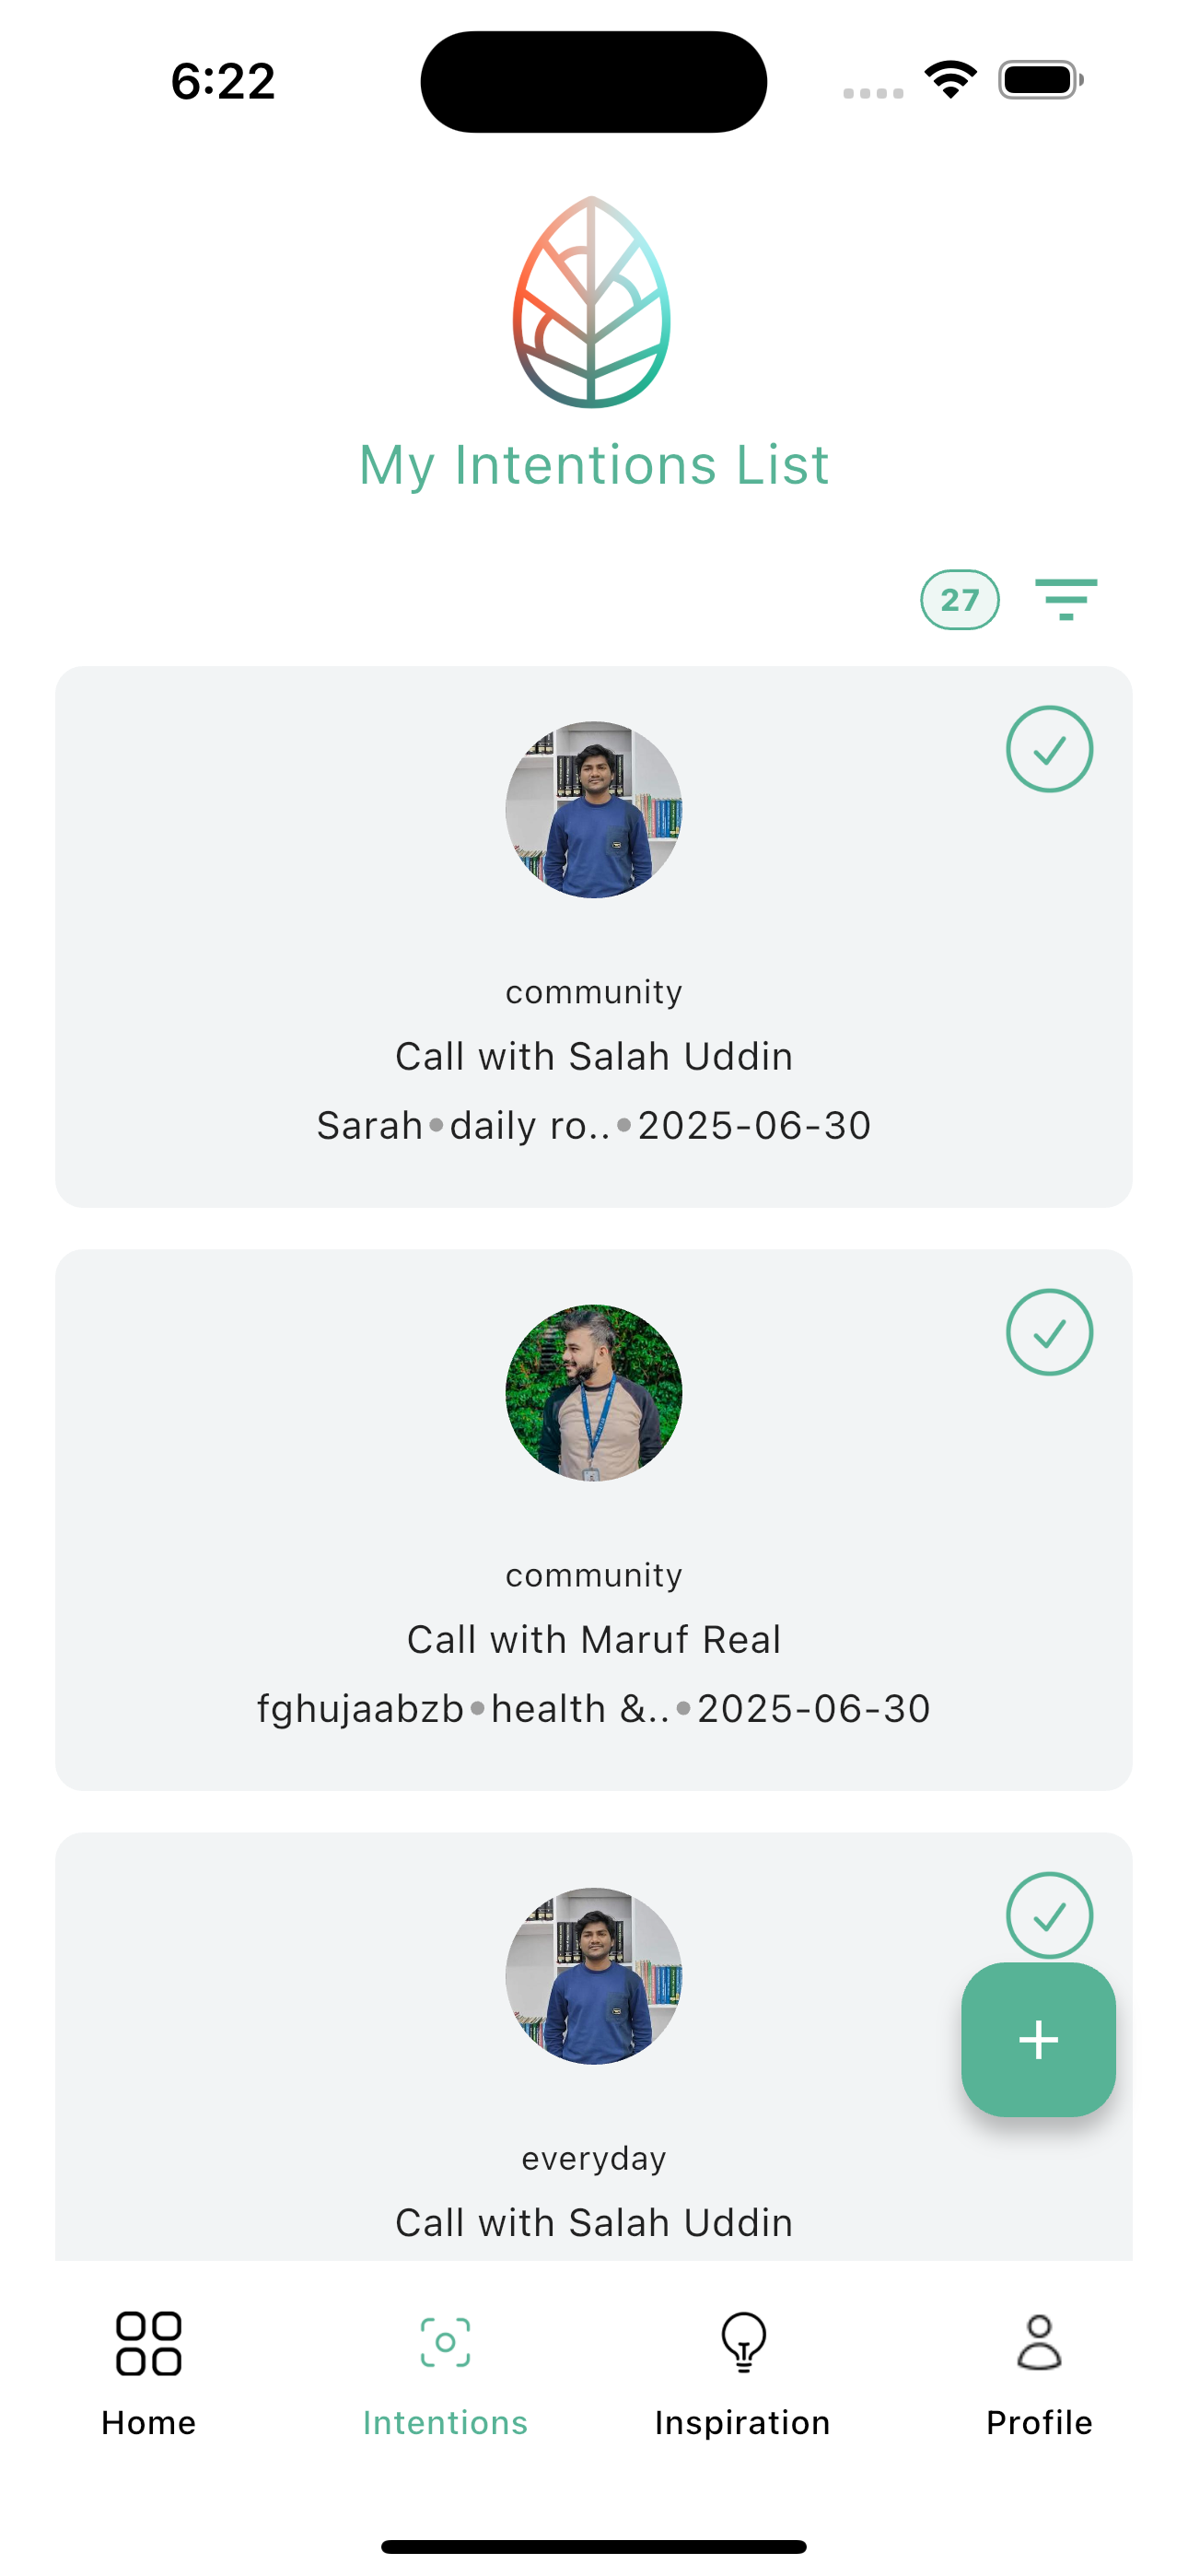 6:22
My Intentions List
27
community
Call with Salah Uddin
Sarah•daily ro..•2025-06-30
community
Call with Maruf Real
fghujaabzb•health &..•2025-06-30
everyday
Call with Salah Uddin
Home
Intentions
Inspiration
Profile